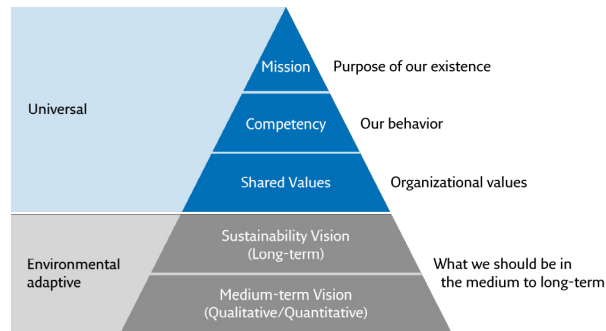 Mission
Purpose of our existence
Universal
Competency
Our behavior
Shared Values
Organizational values
Sustainability Vision
(Long-term)
Environmental
adaptive
What we should be in
the medium to long-term
Medium-term Vision
(Qualitative/Quantitative)